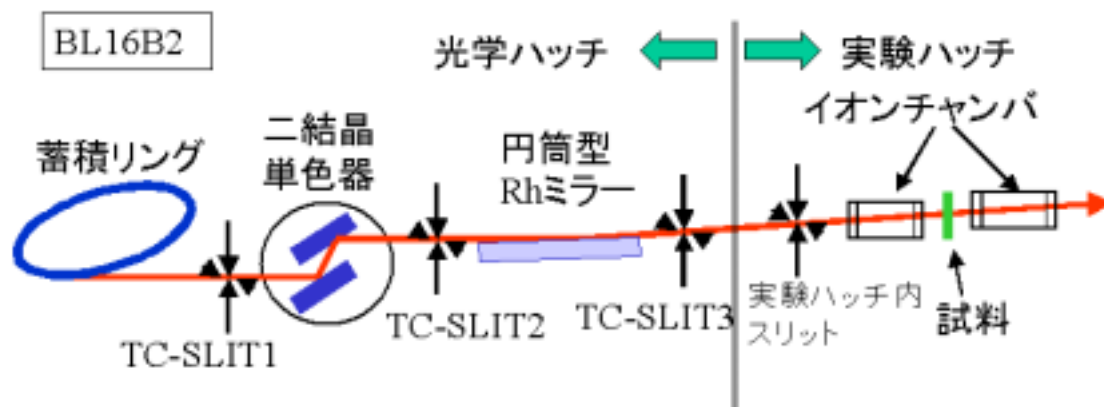 BL16B2
光学ハッチ
実験ハッチ
イオンチャンバ
蓄積リング
二結晶
単色器
円筒型
Rhミラー
TC-SLIT1
TC-SLIT2
TC-SLIT3
実験ハッチ内
スリット
試料